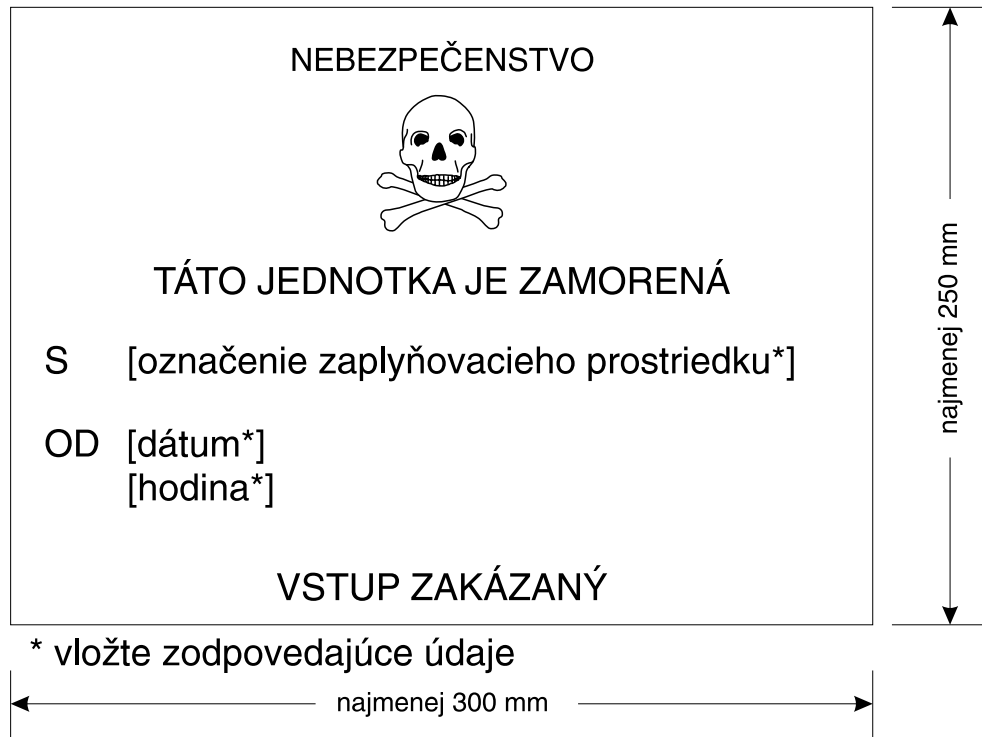 NEBEZPEČENSTVO
TÁTO JEDNOTKA JE ZAMORENÁ
S [označenie zaplyňovacieho prostriedku*]
OD [dátum*]
[hodina*]
VSTUP ZAKÁZANÝ
* vložte zodpovedajúce údaje
najmenej 300 mm
najmenej 250 mm